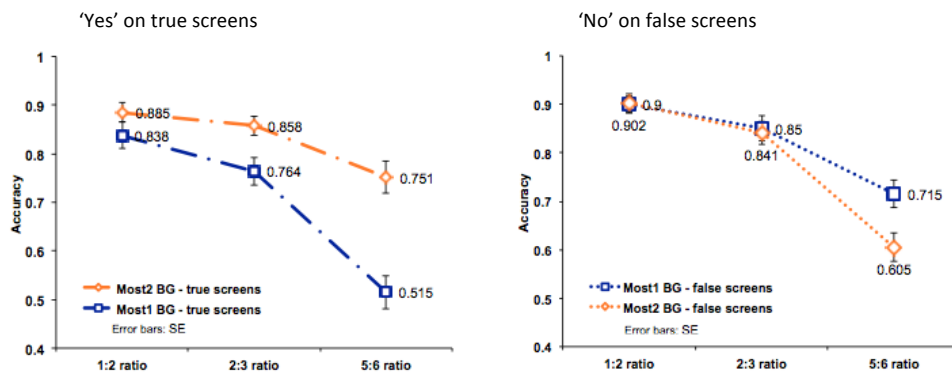 ‘Yes’ on true screens
1
0.9
0.8
0.7
0.6
0.5
0.4
Accuracy
0.885
0.838
0.858
0.764
0.751
0.515
Most2 BG - true screens
Most1 BG - true screens
Error bars: SE
1:2 ratio
2:3 ratio
5:6 ratio
‘No’ on false screens
1
0.9
0.8
0.7
0.6
0.5
0.4
Accuracy
0.9
0.902
0.85
0.841
0.715
0.605
Most1 BG - false screens
Most2 BG - false screens
Error bars: SE
1:2 ratio
2:3 ratio
5:6 ratio